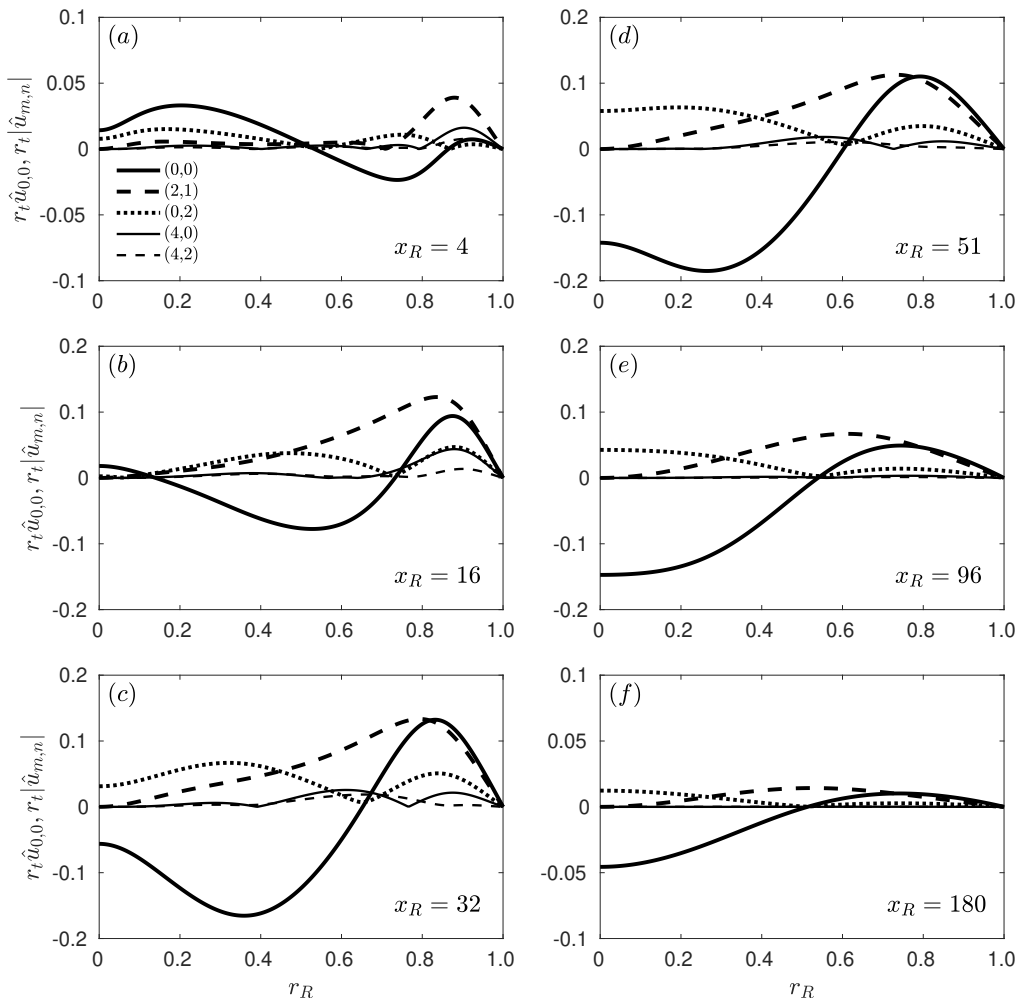 (a)
0.1
0.05
0
-0.05
-0.1
r_t û_{0,0}, r_t|û_{m,n}|
(0,0)
(2,1)
(0,2)
(4,0)
(4,2)
x_R = 4
0 0.2 0.4 0.6 0.8 1.0
(d)
0.2
0.1
0
-0.1
-0.2
x_R = 51
0 0.2 0.4 0.6 0.8 1.0
(b)
0.2
0.1
0
-0.1
-0.2
r_t û_{0,0}, r_t|û_{m,n}|
x_R = 16
0 0.2 0.4 0.6 0.8 1.0
(e)
0.2
0.1
0
-0.1
-0.2
x_R = 96
0 0.2 0.4 0.6 0.8 1.0
(c)
0.2
0.1
0
-0.1
-0.2
r_t û_{0,0}, r_t|û_{m,n}|
x_R = 32
0 0.2 0.4 0.6 0.8 1.0
r_R
(f)
0.1
0.05
0
-0.05
-0.1
x_R = 180
0 0.2 0.4 0.6 0.8 1.0
r_R